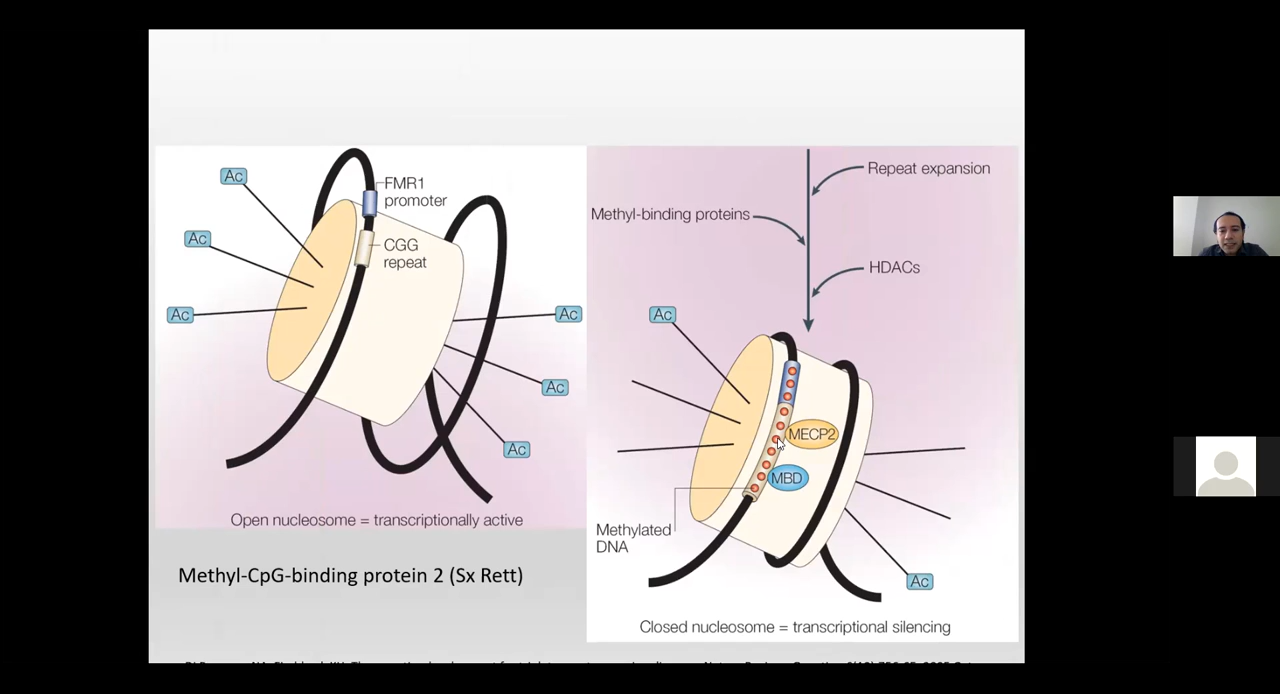 Ac
FMR1
promoter
Ac
CGG
repeat
Ac
Ac
Ac
Ac
Open nucleosome = transcriptionally active
Methyl-CpG-binding protein 2 (Sx Rett)
Repeat expansion
Methyl-binding proteins
HDACs
Ac
MECP2
MBD
Methylated
DNA
Ac
Closed nucleosome = transcriptional silencing